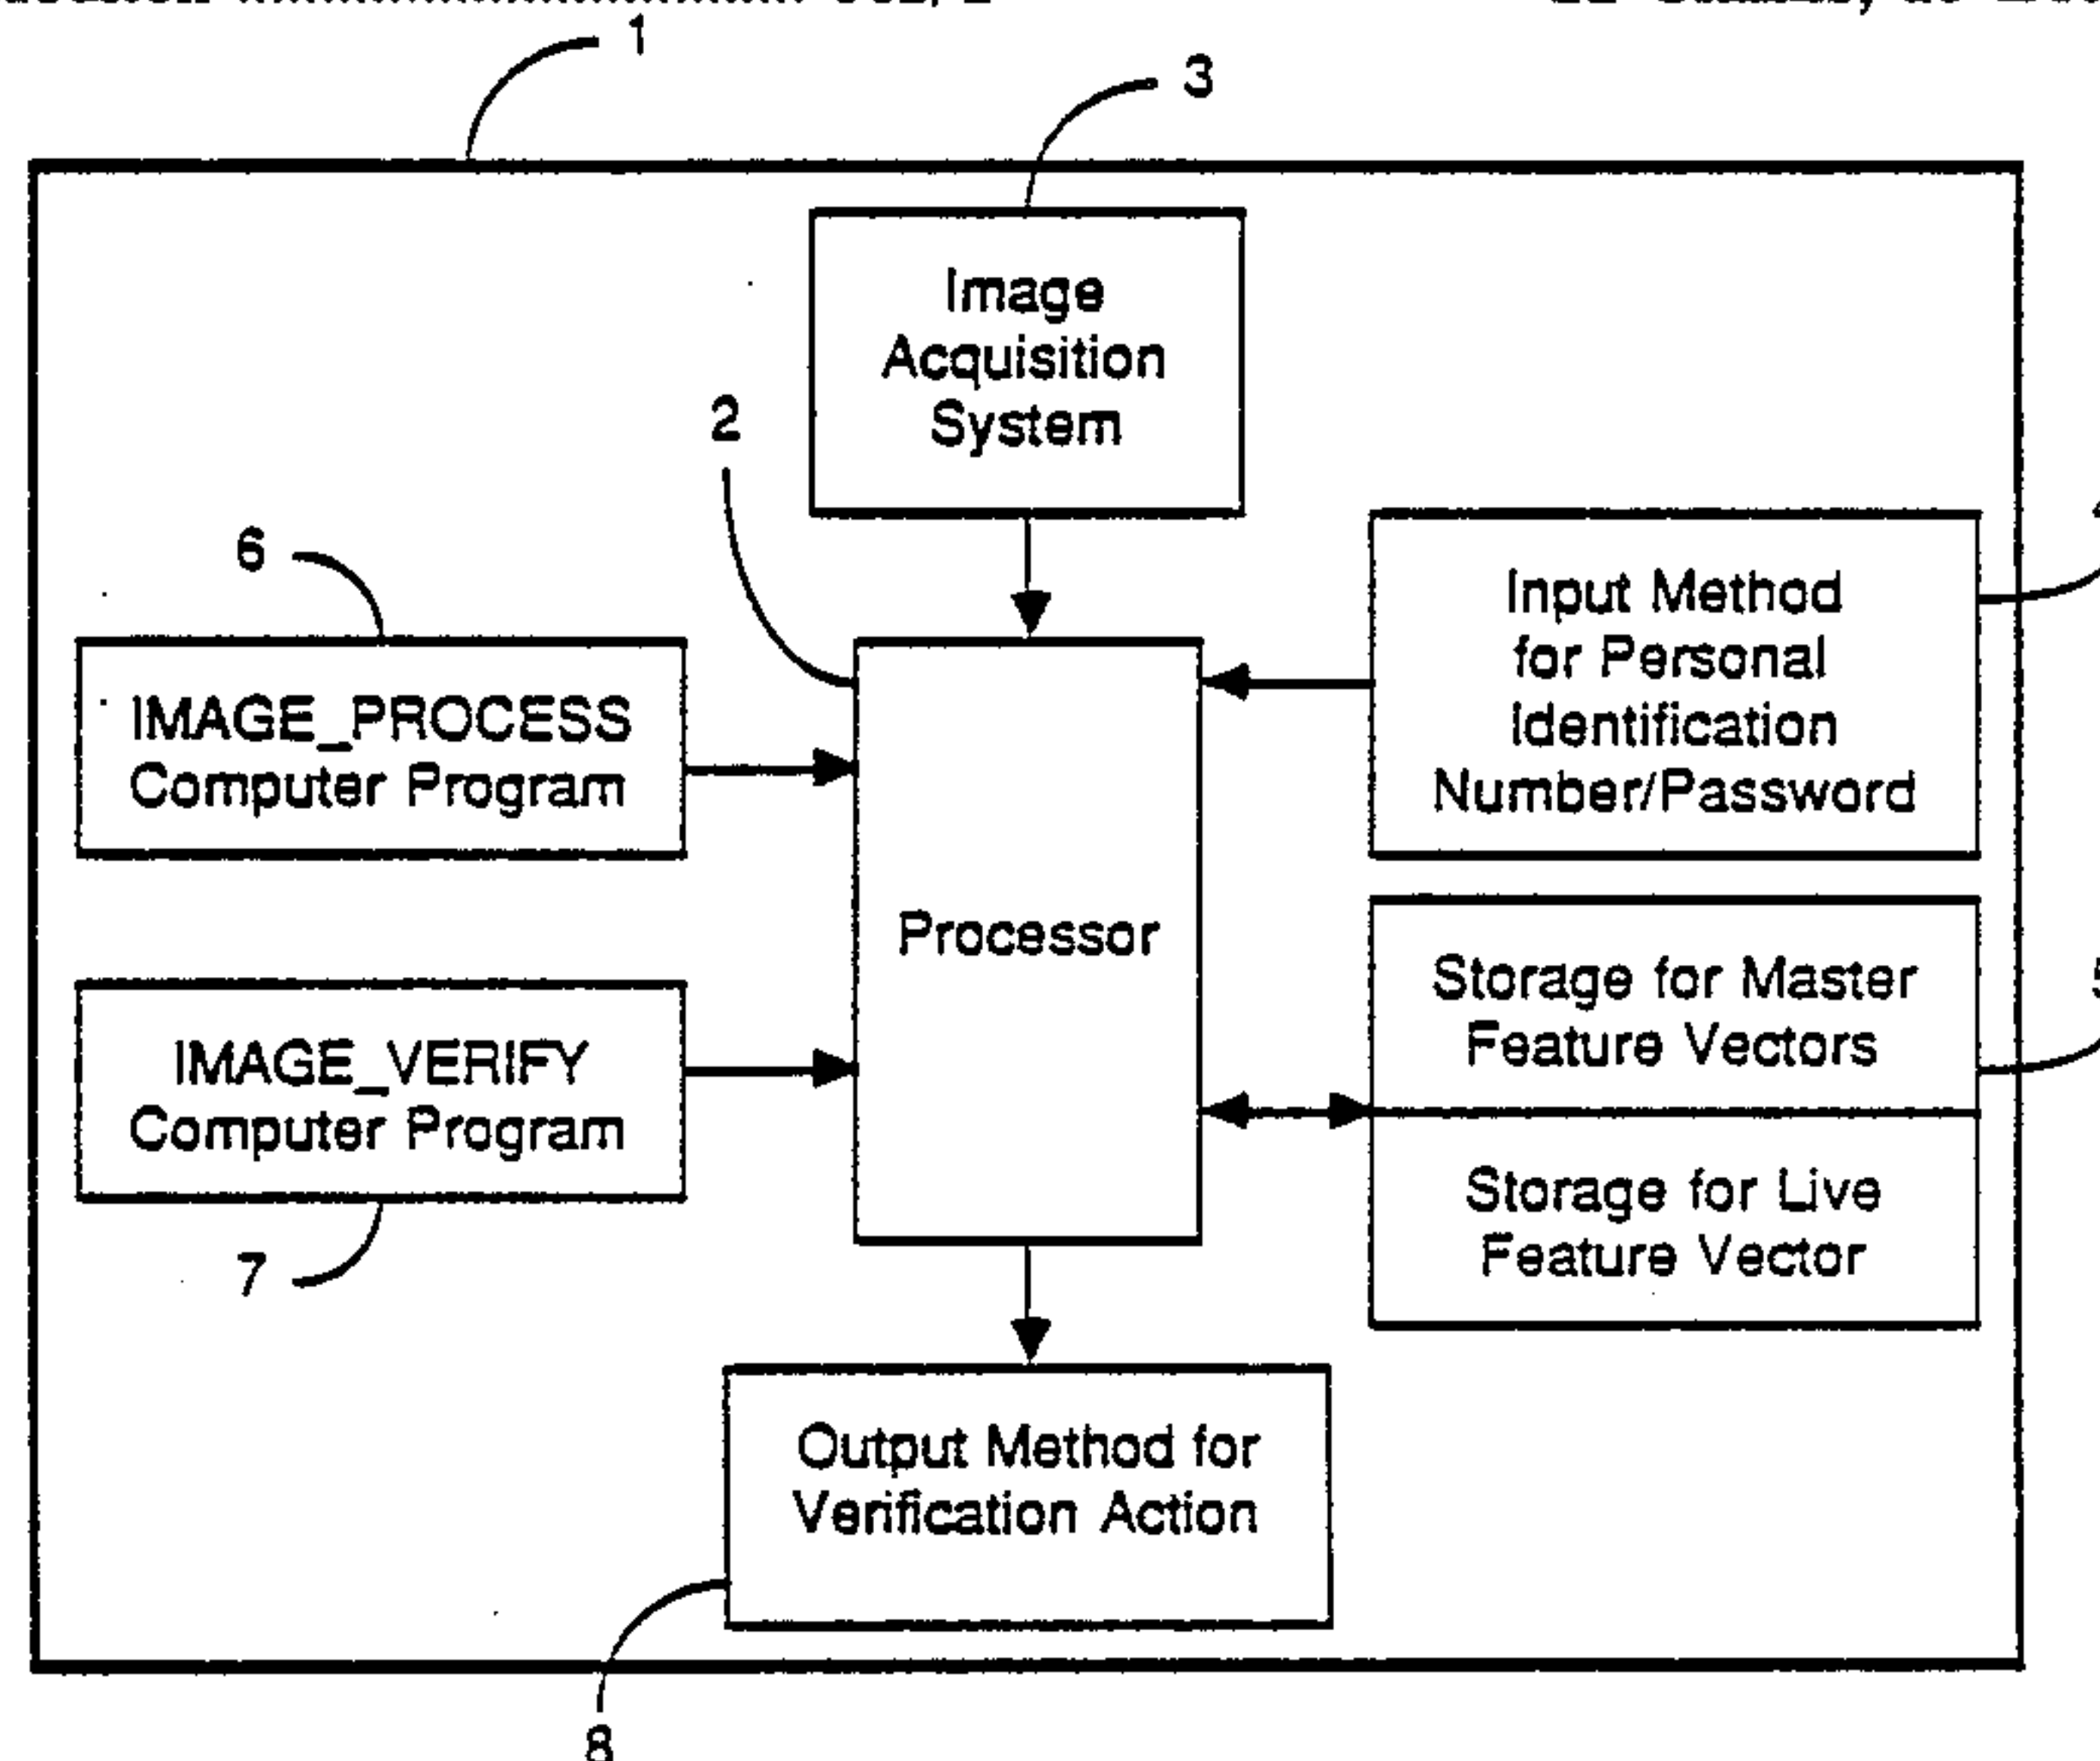 1
3
Image
Acquisition
System
2
6
Input Method
for Personal
Identification
Number/Password
IMAGE_PROCESS
Computer Program
Processor
Storage for Master
Feature Vectors
5
IMAGE_VERIFY
Computer Program
Storage for Live
Feature Vector
7
Output Method for
Verification Action
8